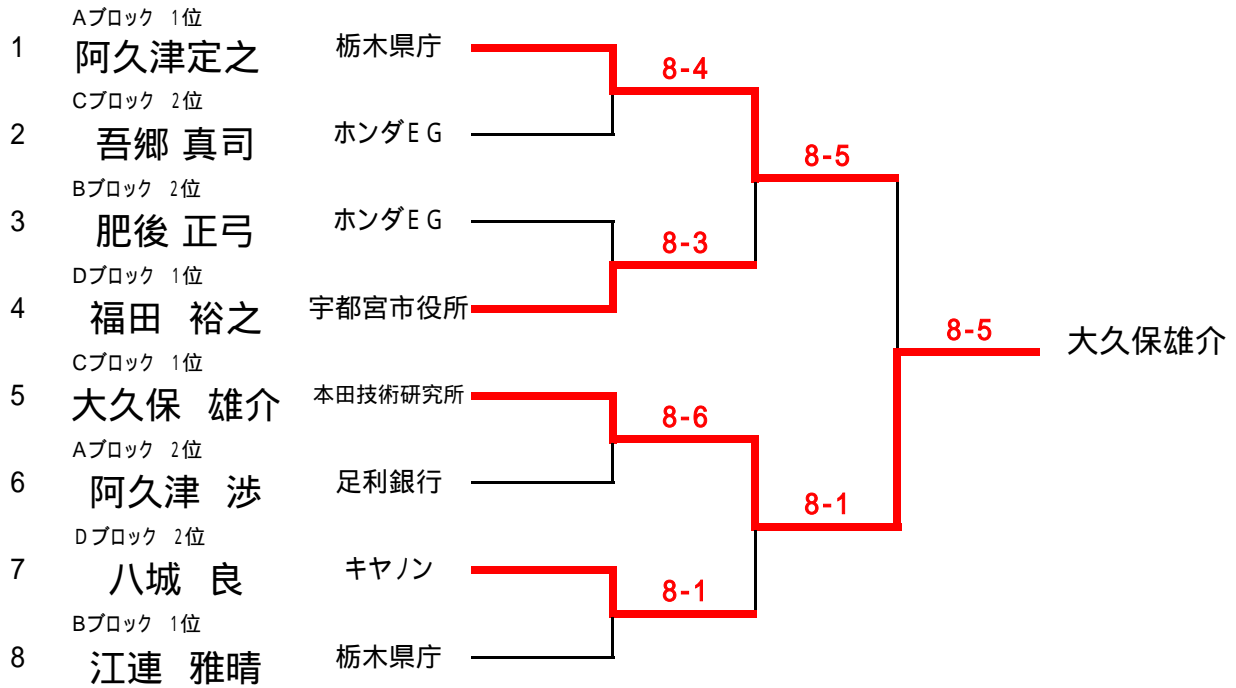 Aブロック 1位
1 阿久津定之 栃木県庁
8-4
Cブロック 2位
2 吾郷 真司 ホンダEG
8-5
Bブロック 2位
3 肥後 正弓 ホンダEG
8-3
Dブロック 1位
4 福田 裕之 宇都宮市役所
8-5 大久保雄介
Cブロック 1位
5 大久保 雄介 本田技術研究所
8-6
Aブロック 2位
6 阿久津 渉 足利銀行
8-1
Dブロック 2位
7 八城 良 キヤノン
8-1
Bブロック 1位
8 江連 雅晴 栃木県庁